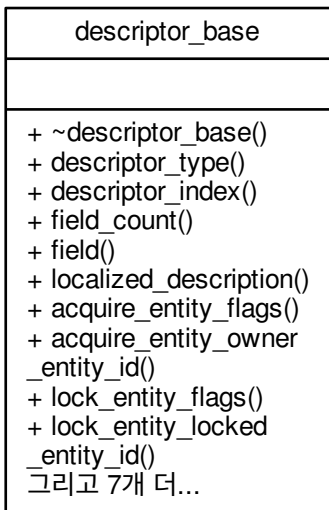 descriptor_base
+ ~descriptor_base()
+ descriptor_type()
+ descriptor_index()
+ field_count()
+ field()
+ localized_description()
+ acquire_entity_flags()
+ acquire_entity_owner
_entity_id()
+ lock_entity_flags()
+ lock_entity_locked
_entity_id()
그리고 7개 더...